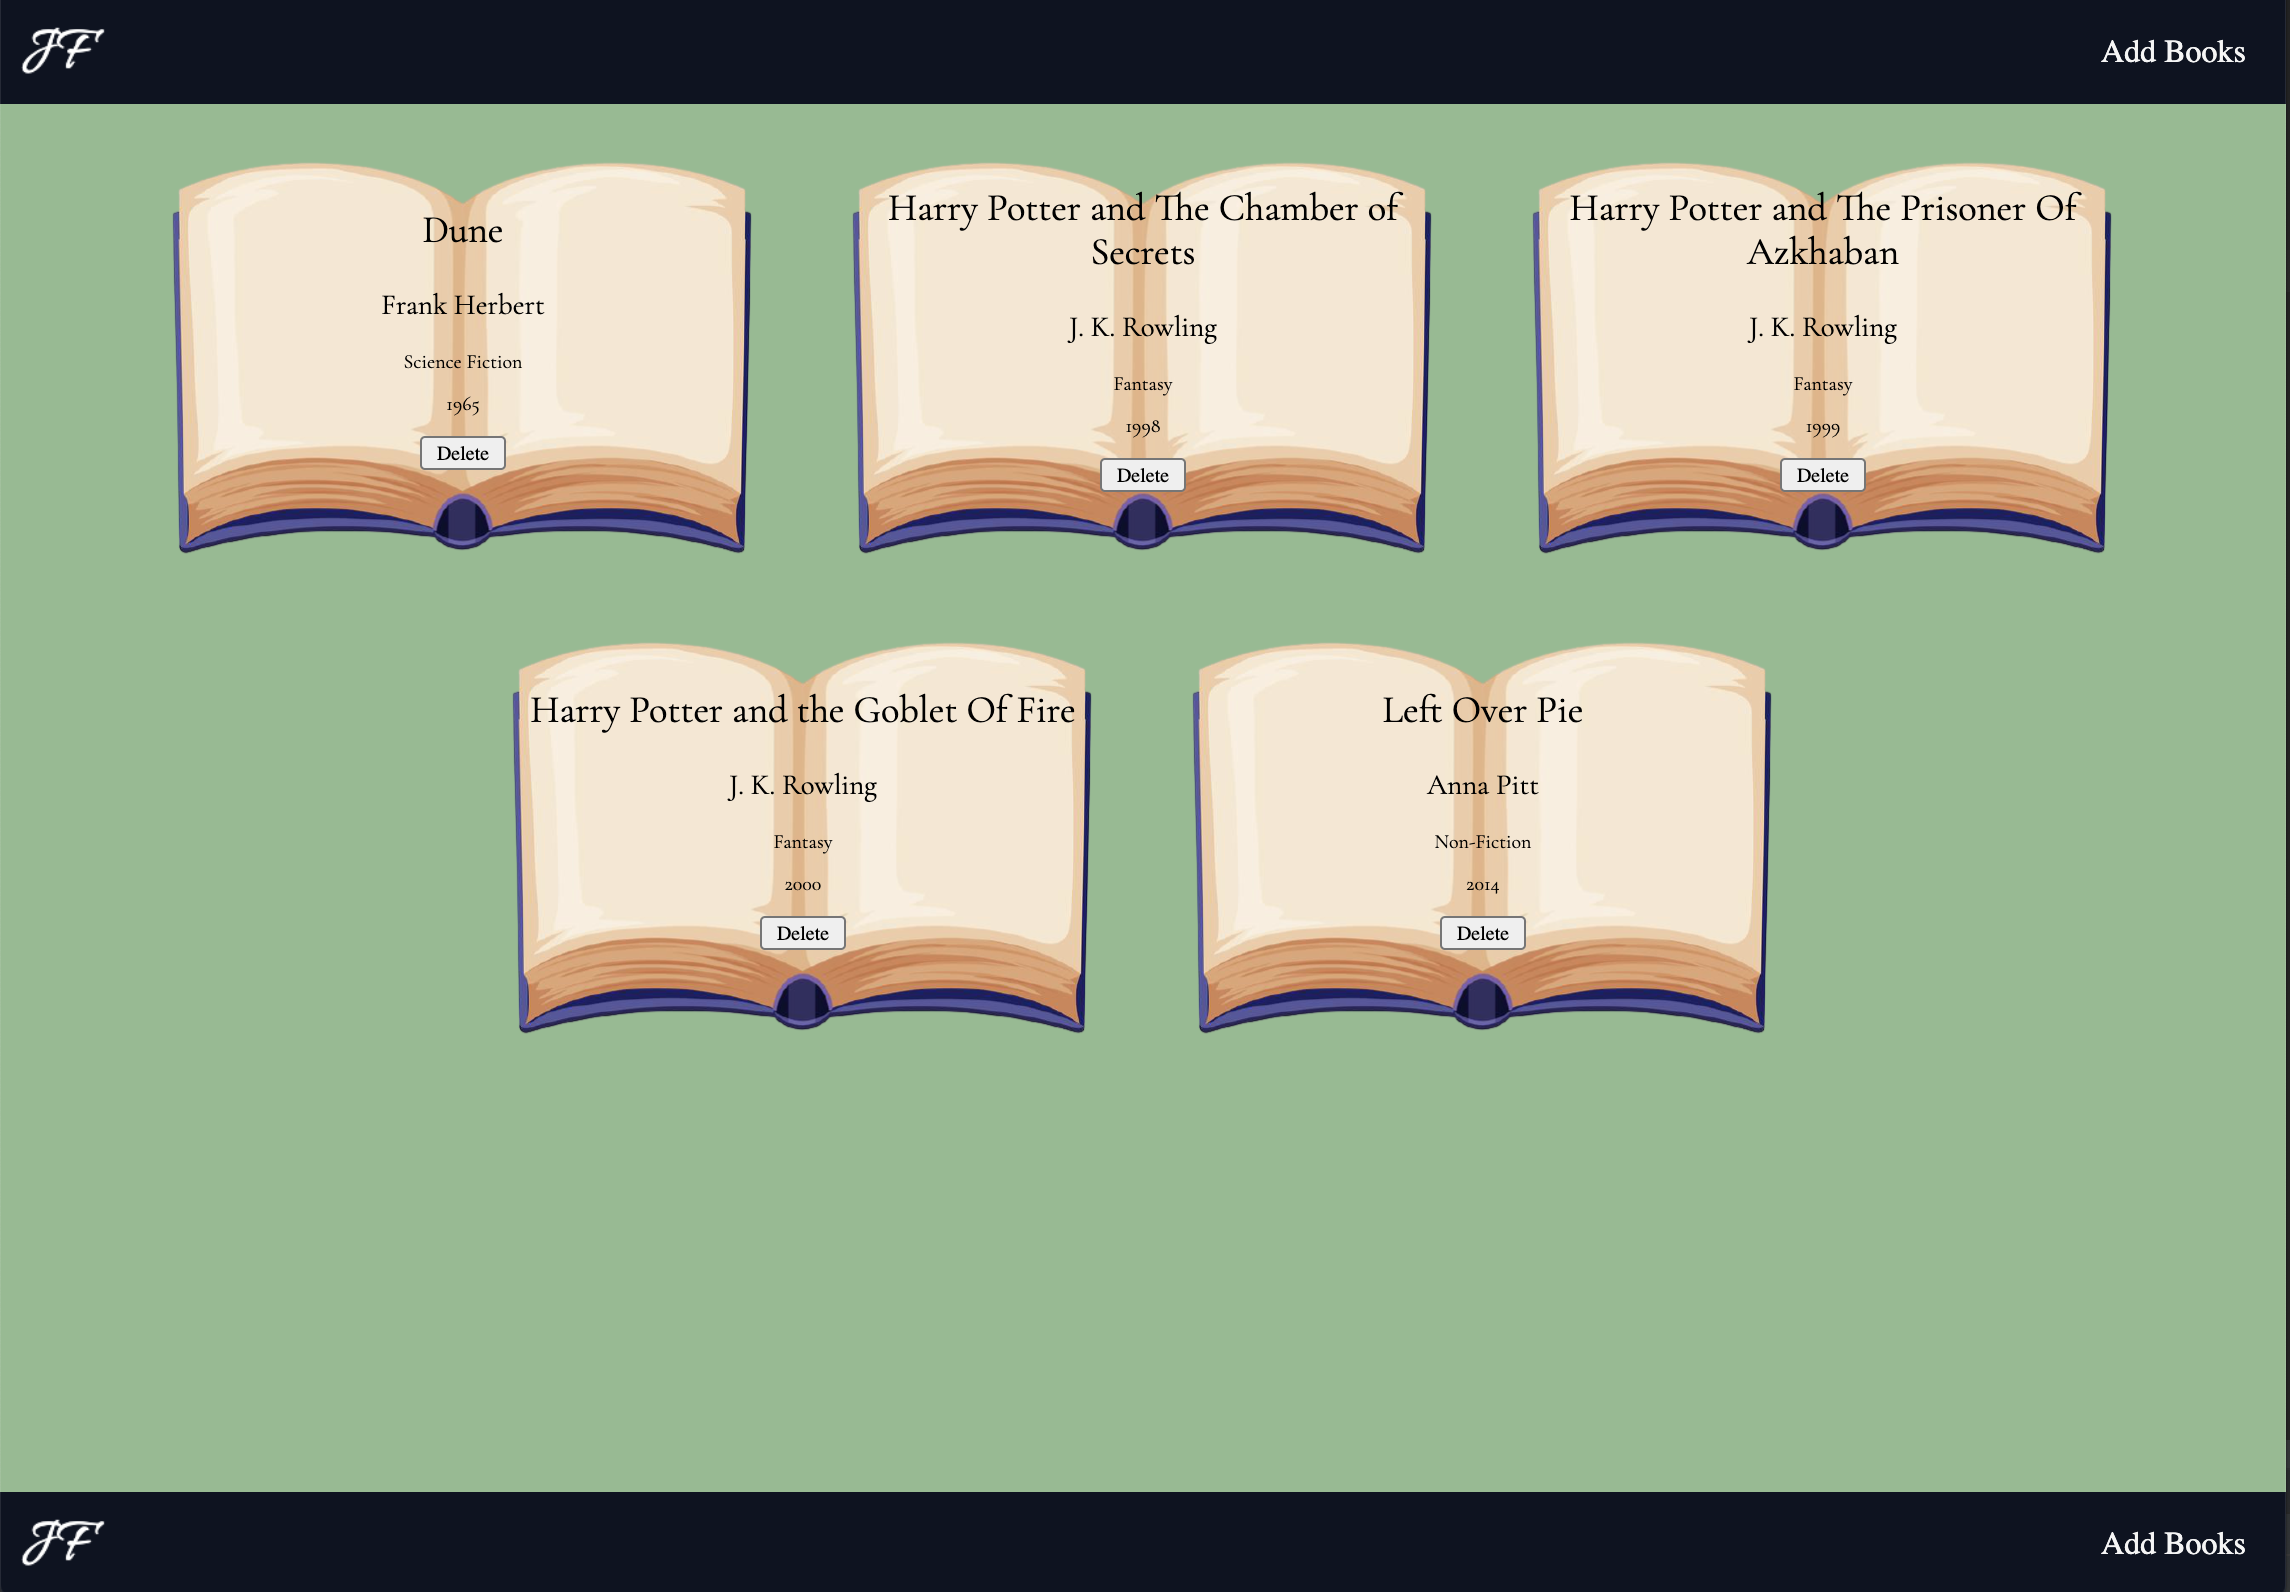 JF
Add Books
Dune
Frank Herbert
Science Fiction
1965
Delete
Harry Potter and The Chamber of
Secrets
J. K. Rowling
Fantasy
1998
Delete
Harry Potter and The Prisoner Of
Azkhaban
J. K. Rowling
Fantasy
1999
Delete
Harry Potter and the Goblet Of Fire
J. K. Rowling
Fantasy
2000
Delete
Left Over Pie
Anna Pitt
Non-Fiction
2014
Delete
JF
Add Books